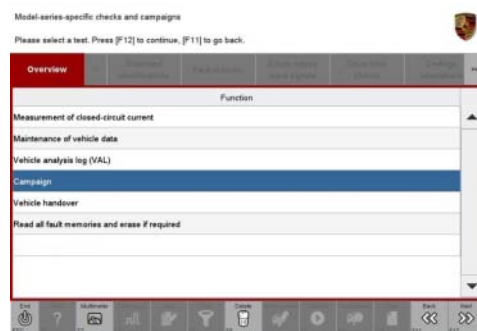 Model-series-specific checks and campaigns
Please select a test. Press [F12] to continue, [F11] to go back.
Overview
Function
Measurement of closed-circuit current
Maintenance of vehicle data
Vehicle analysis log (VAL)
Campaign
Vehicle handover
Read all fault memories and erase if required
End
Multimeter
Details
Back